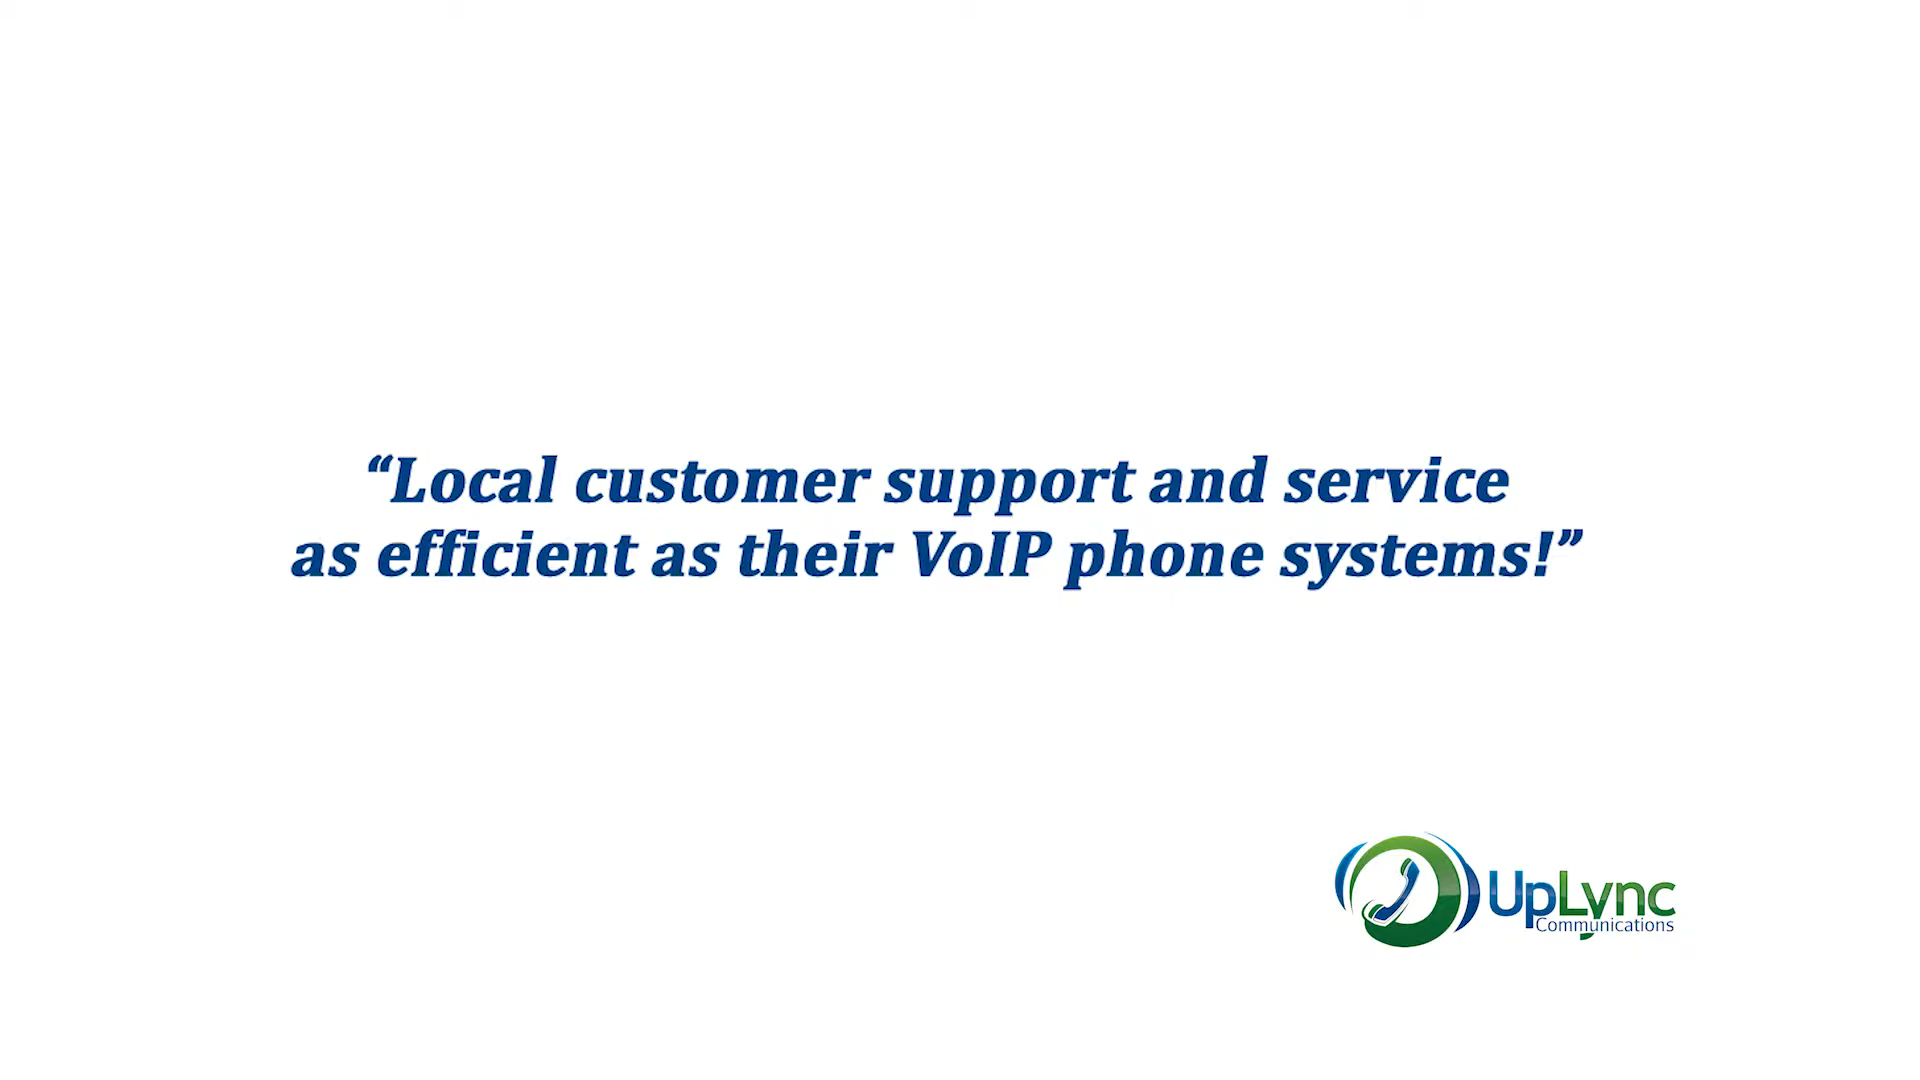 “Local customer support and service
as efficient as their VoIP phone systems!”
UpLync
Communications